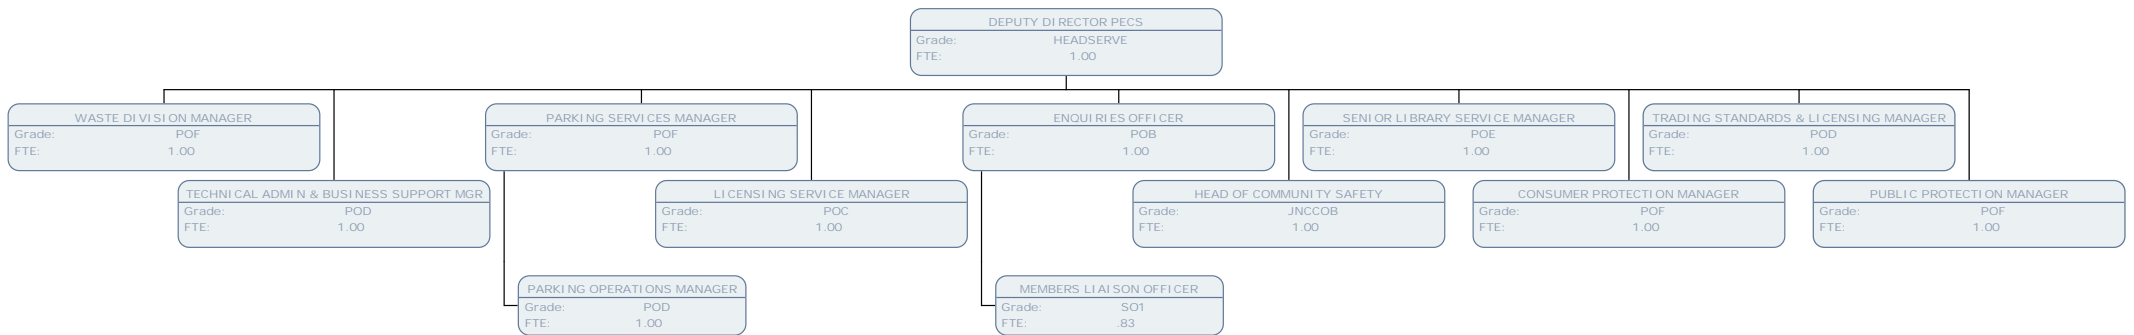 DEPUTY DIRECTOR PECS
Grade: HEADSERVE
FTE: 1.00
WASTE DIVISION MANAGER
Grade: POF
FTE: 1.00
PARKING SERVICES MANAGER
Grade: POF
FTE: 1.00
ENQUIRIES OFFICER
Grade: POB
FTE: 1.00
SENIOR LIBRARY SERVICE MANAGER
Grade: POE
FTE: 1.00
TRADING STANDARDS & LICENSING MANAGER
Grade: POD
FTE: 1.00
TECHNICAL ADMIN & BUSINESS SUPPORT MGR
Grade: POD
FTE: 1.00
LICENSING SERVICE MANAGER
Grade: POC
FTE: 1.00
HEAD OF COMMUNITY SAFETY
Grade: JNCCOB
FTE: 1.00
CONSUMER PROTECTION MANAGER
Grade: POF
FTE: 1.00
PUBLIC PROTECTION MANAGER
Grade: POF
FTE: 1.00
PARKING OPERATIONS MANAGER
Grade: POD
FTE: 1.00
MEMBERS LIAISON OFFICER
Grade: SO1
FTE: .83